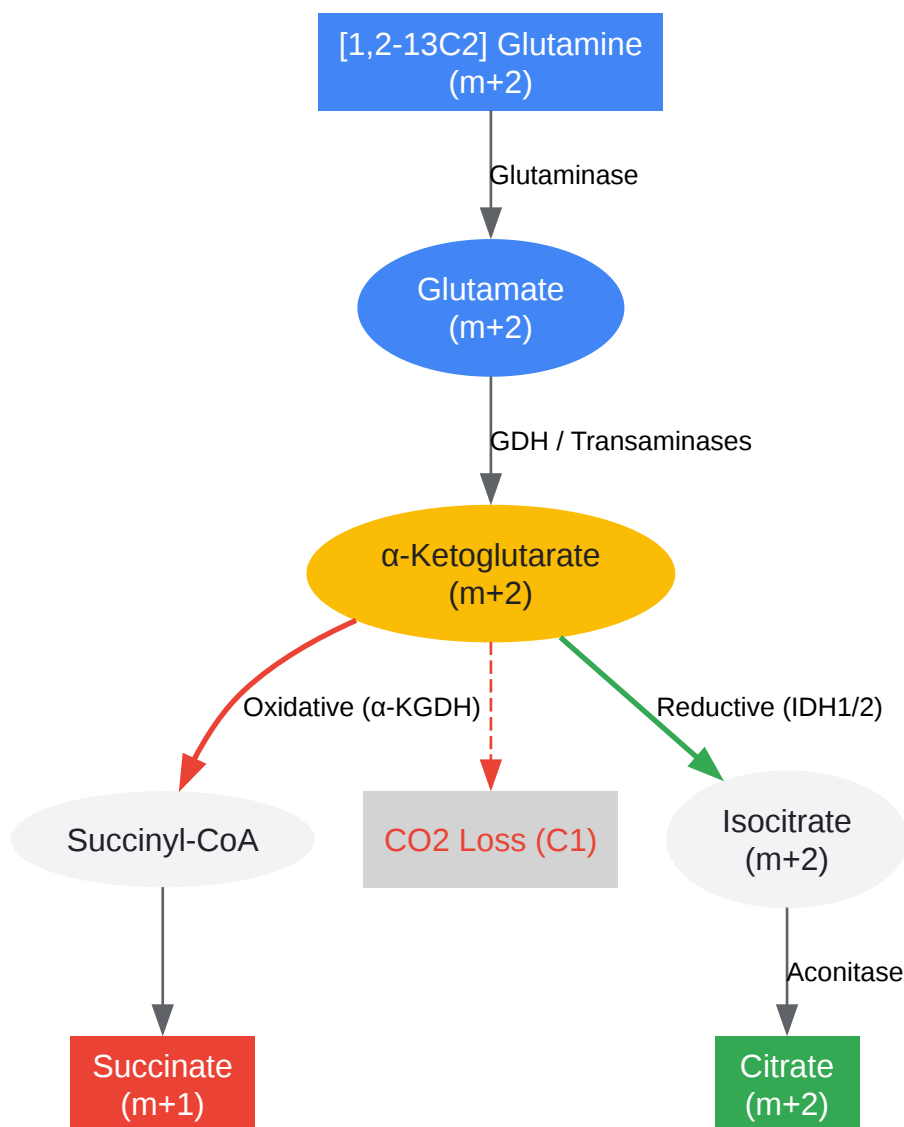 [1,2-13C2] Glutamine
(m+2)
Glutaminase
Glutamate
(m+2)
GDH / Transaminases
α-Ketoglutarate
(m+2)
Oxidative (α-KGDH)
Reductive (IDH1/2)
Succinyl-CoA
CO2 Loss (C1)
Isocitrate
(m+2)
Aconitase
Succinate
(m+1)
Citrate
(m+2)